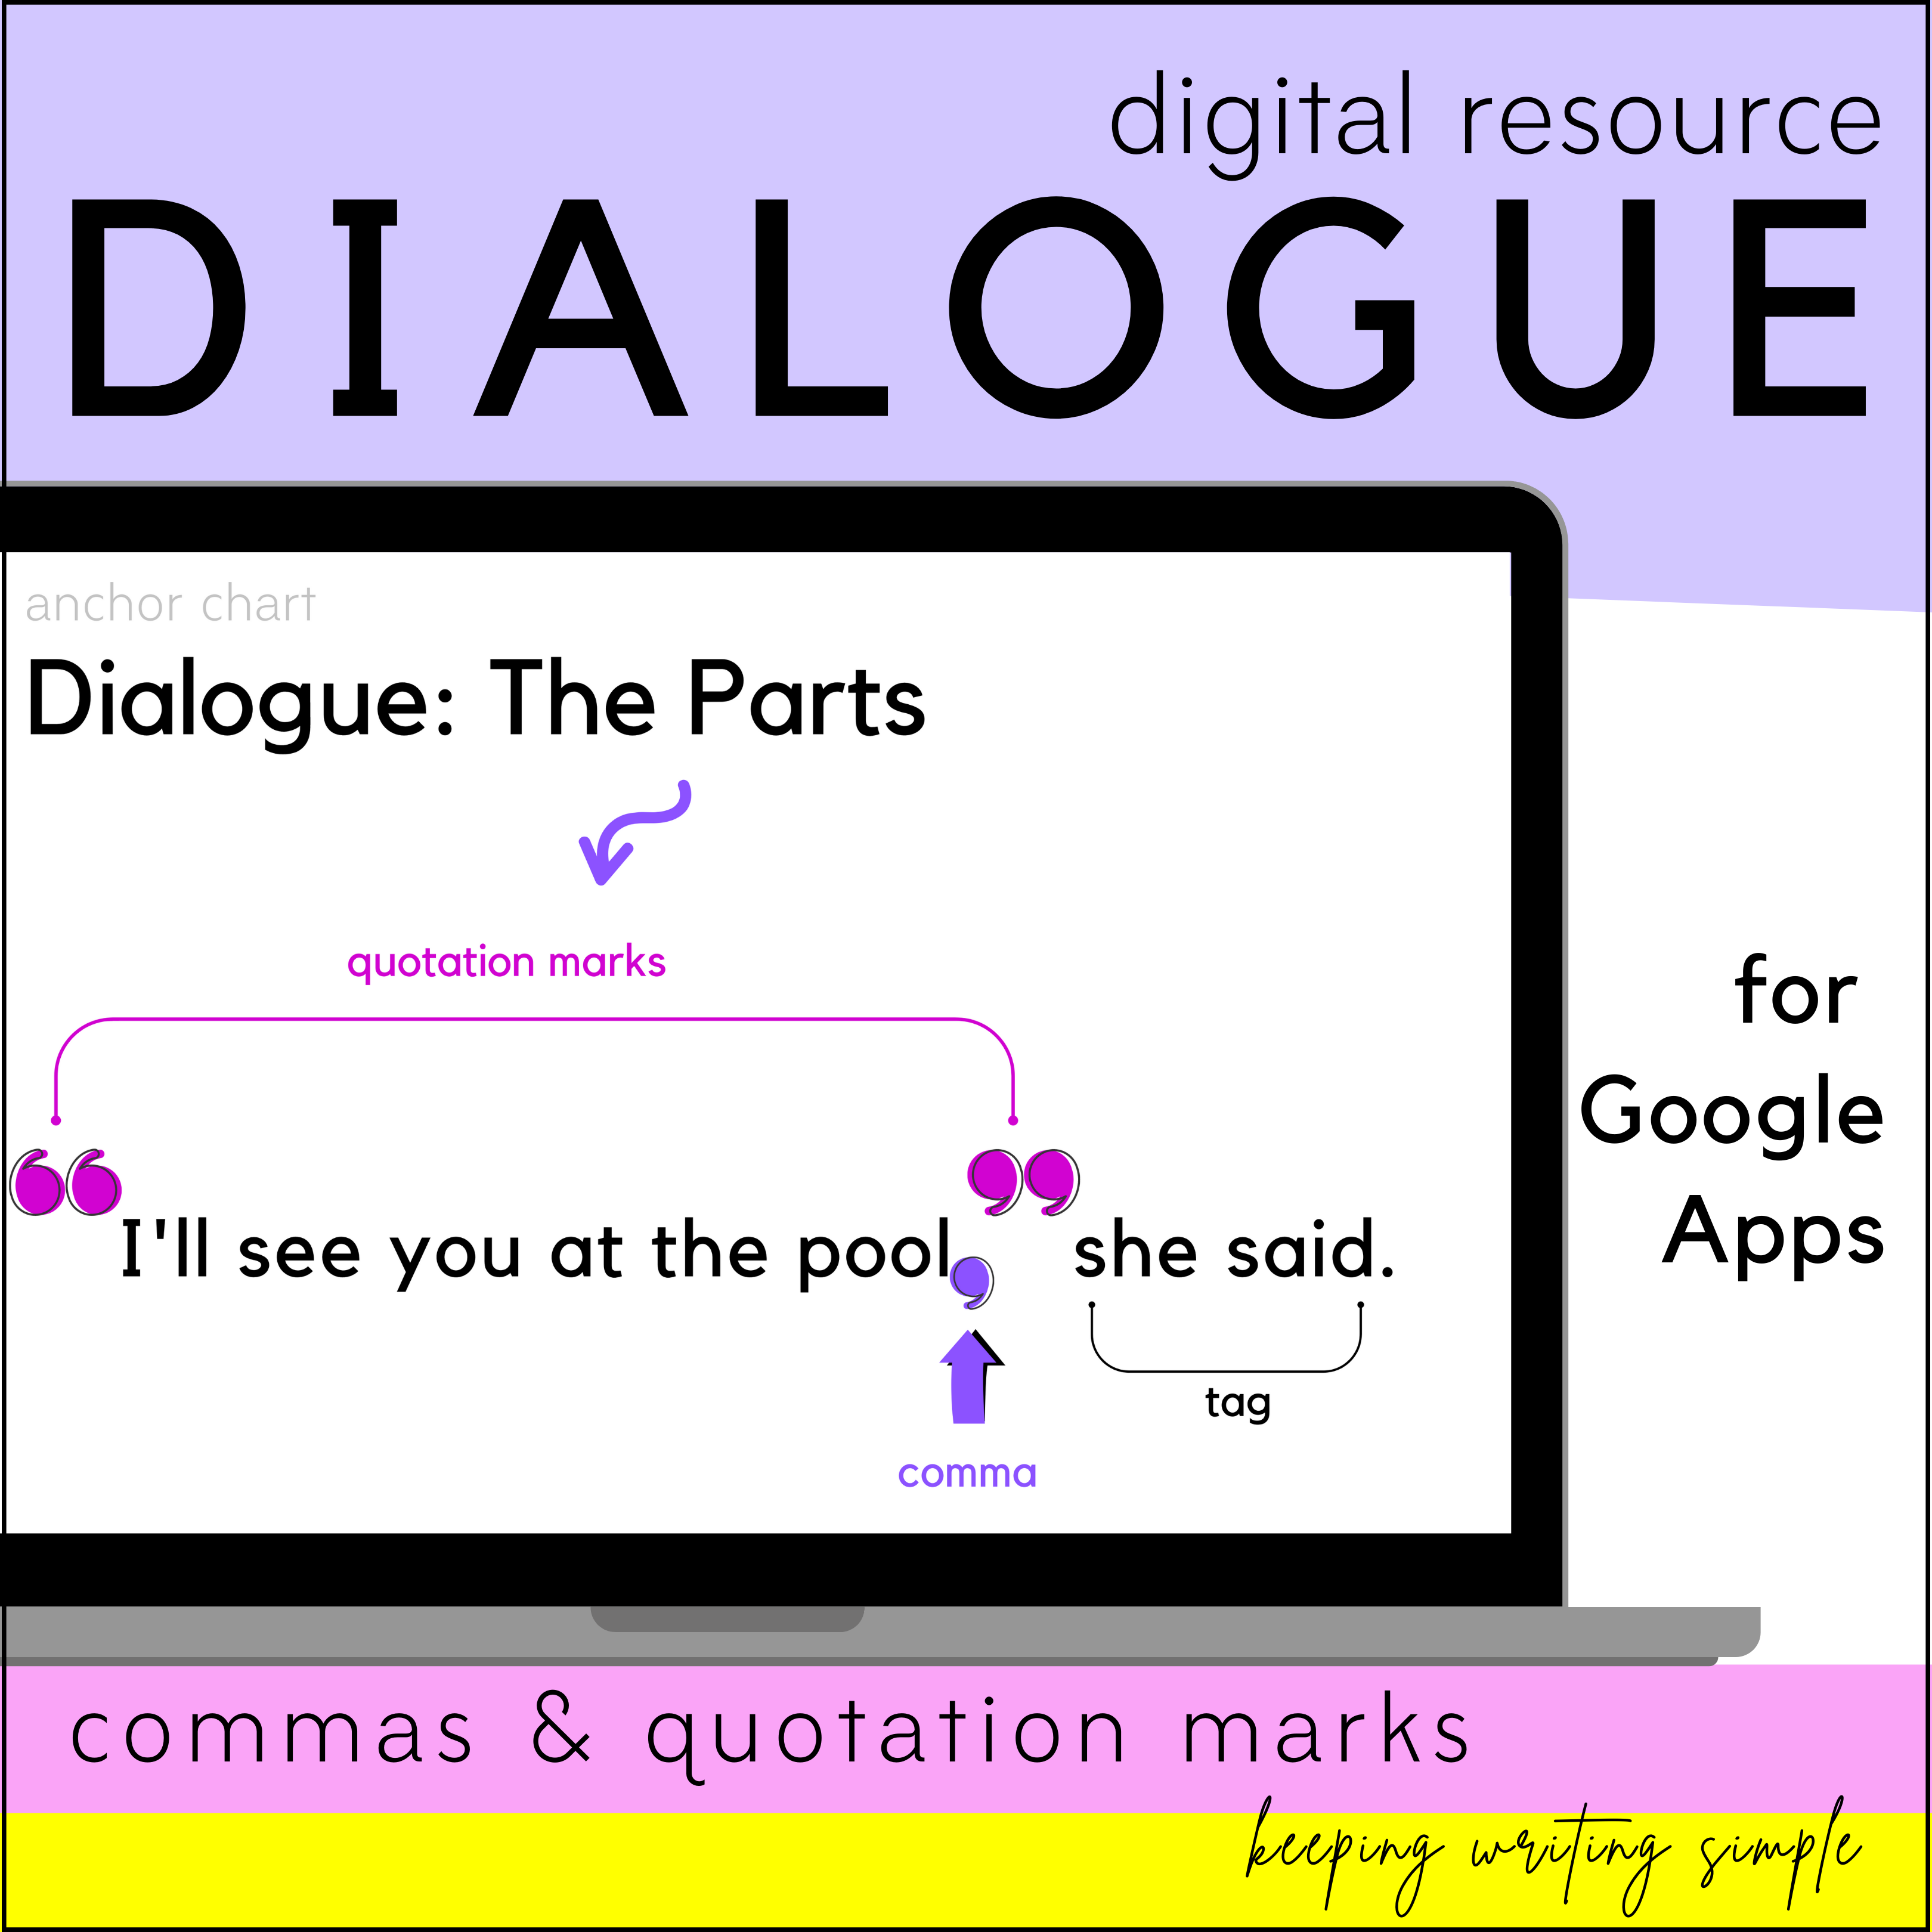 digital resource
DIALOGUE
anchor chart
Dialogue: The Parts
quotation marks
“I'll see you at the pool,” she said.
tag
comma
for
Google
Apps
commas & quotation marks
keeping writing simple